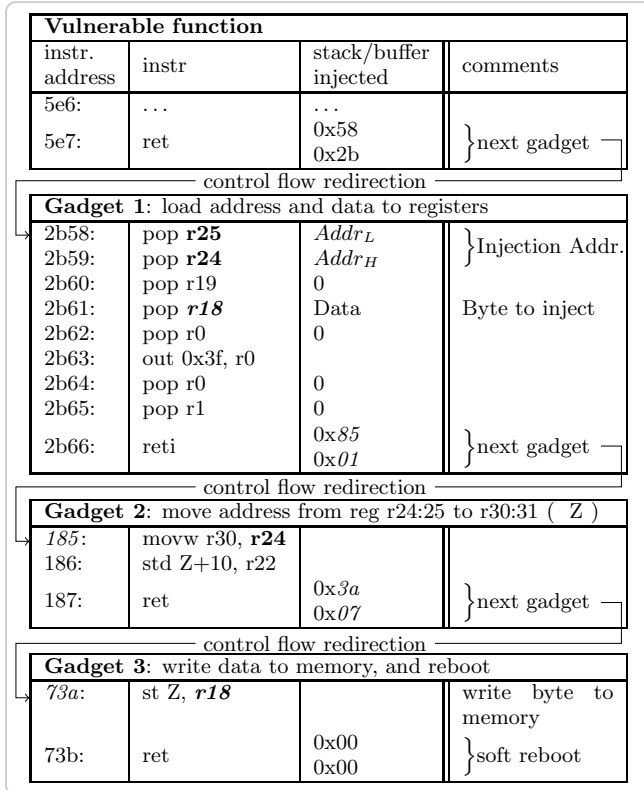 Vulnerable function
instr. address instr stack/buffer injected comments
5e6: ... ...
5e7: ret 0x58 0x2b }next gadget
control flow redirection
Gadget 1: load address and data to registers
2b58: pop r25 Addr_L }Injection Addr.
2b59: pop r24 Addr_H
2b60: pop r19 0
2b61: pop r18 Data Byte to inject
2b62: pop r0 0
2b63: out 0x3f, r0
2b64: pop r0 0
2b65: pop r1 0
2b66: reti 0x85 0x01 }next gadget
control flow redirection
Gadget 2: move address from reg r24:25 to r30:31 ( Z )
185: movw r30, r24
186: std Z+10, r22
187: ret 0x3a 0x07 }next gadget
control flow redirection
Gadget 3: write data to memory, and reboot
73a: st Z, r18 write byte to memory
73b: ret 0x00 0x00 }soft reboot